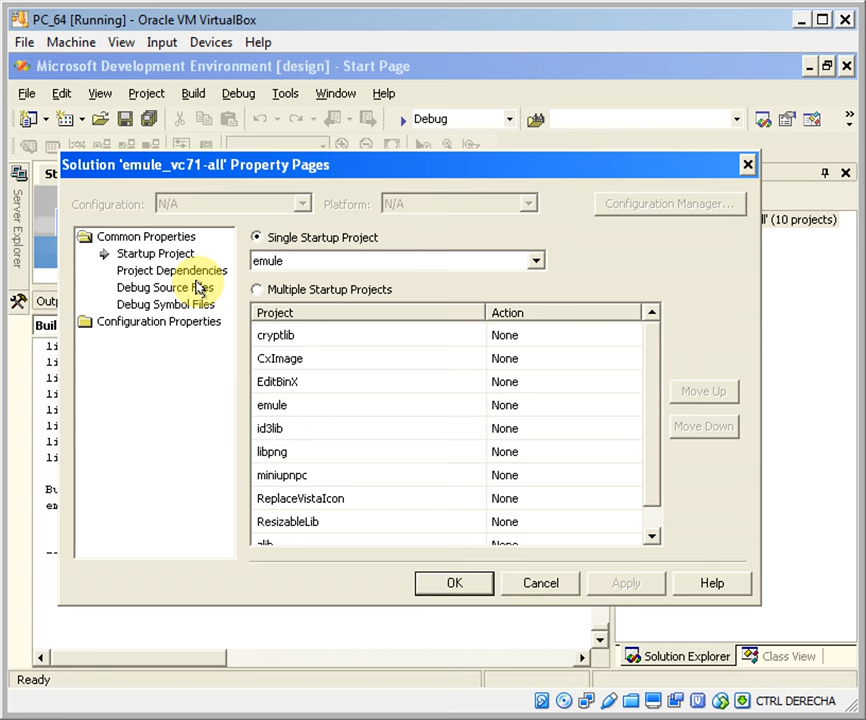 PC_64 [Running] - Oracle VM VirtualBox
File Machine View Input Devices Help
Microsoft Development Environment [design] - Start Page
File Edit View Project Build Debug Tools Window Help
Debug
Solution 'emule_vc71-all' Property Pages
Configuration: N/A Platform: N/A Configuration Manager...
Server Explorer
ll' (10 projects)
Common Properties
Startup Project
Project Dependencies
Debug Source Files
Debug Symbol Files
Configuration Properties
Single Startup Project
emule
Multiple Startup Projects
Project Action
cryptlib None
CxImage None
EditBinX None
emule None
id3lib None
libpng None
miniupnpc None
ReplaceVistaIcon None
ResizableLib None
zlib None
Move Up
Move Down
OK Cancel Apply Help
Solution Explorer Class View
Ready
CTRL DERECHA